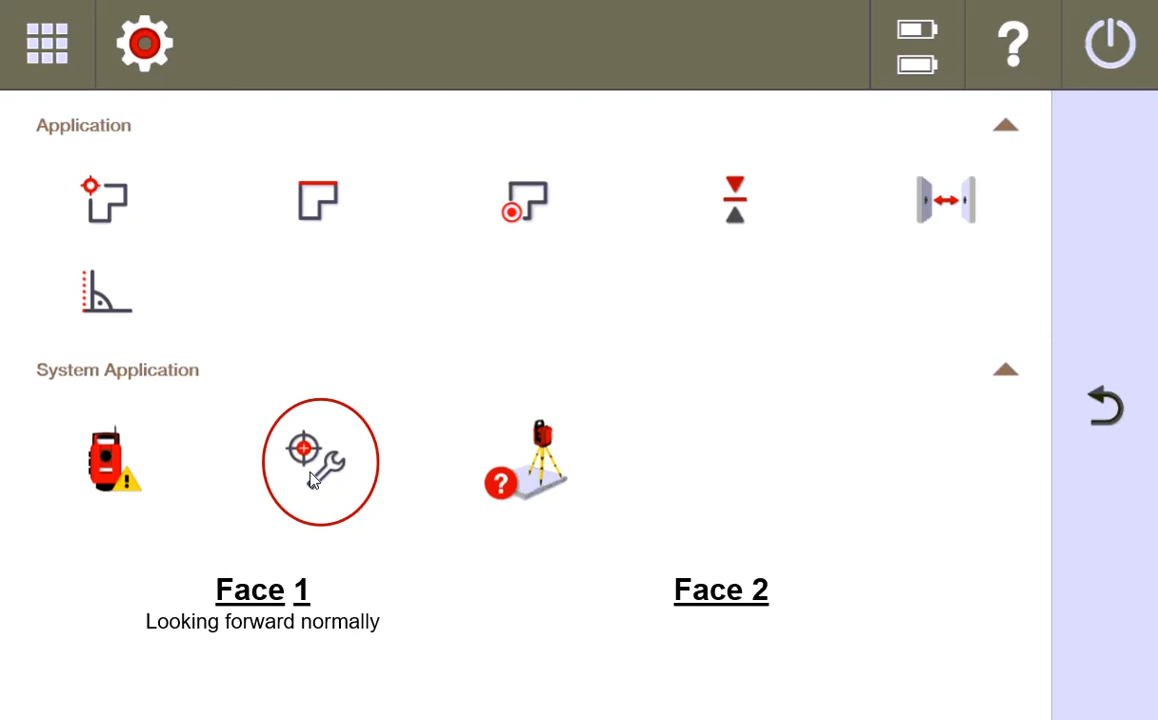 Application
System Application
Face 1
Looking forward normally
Face 2